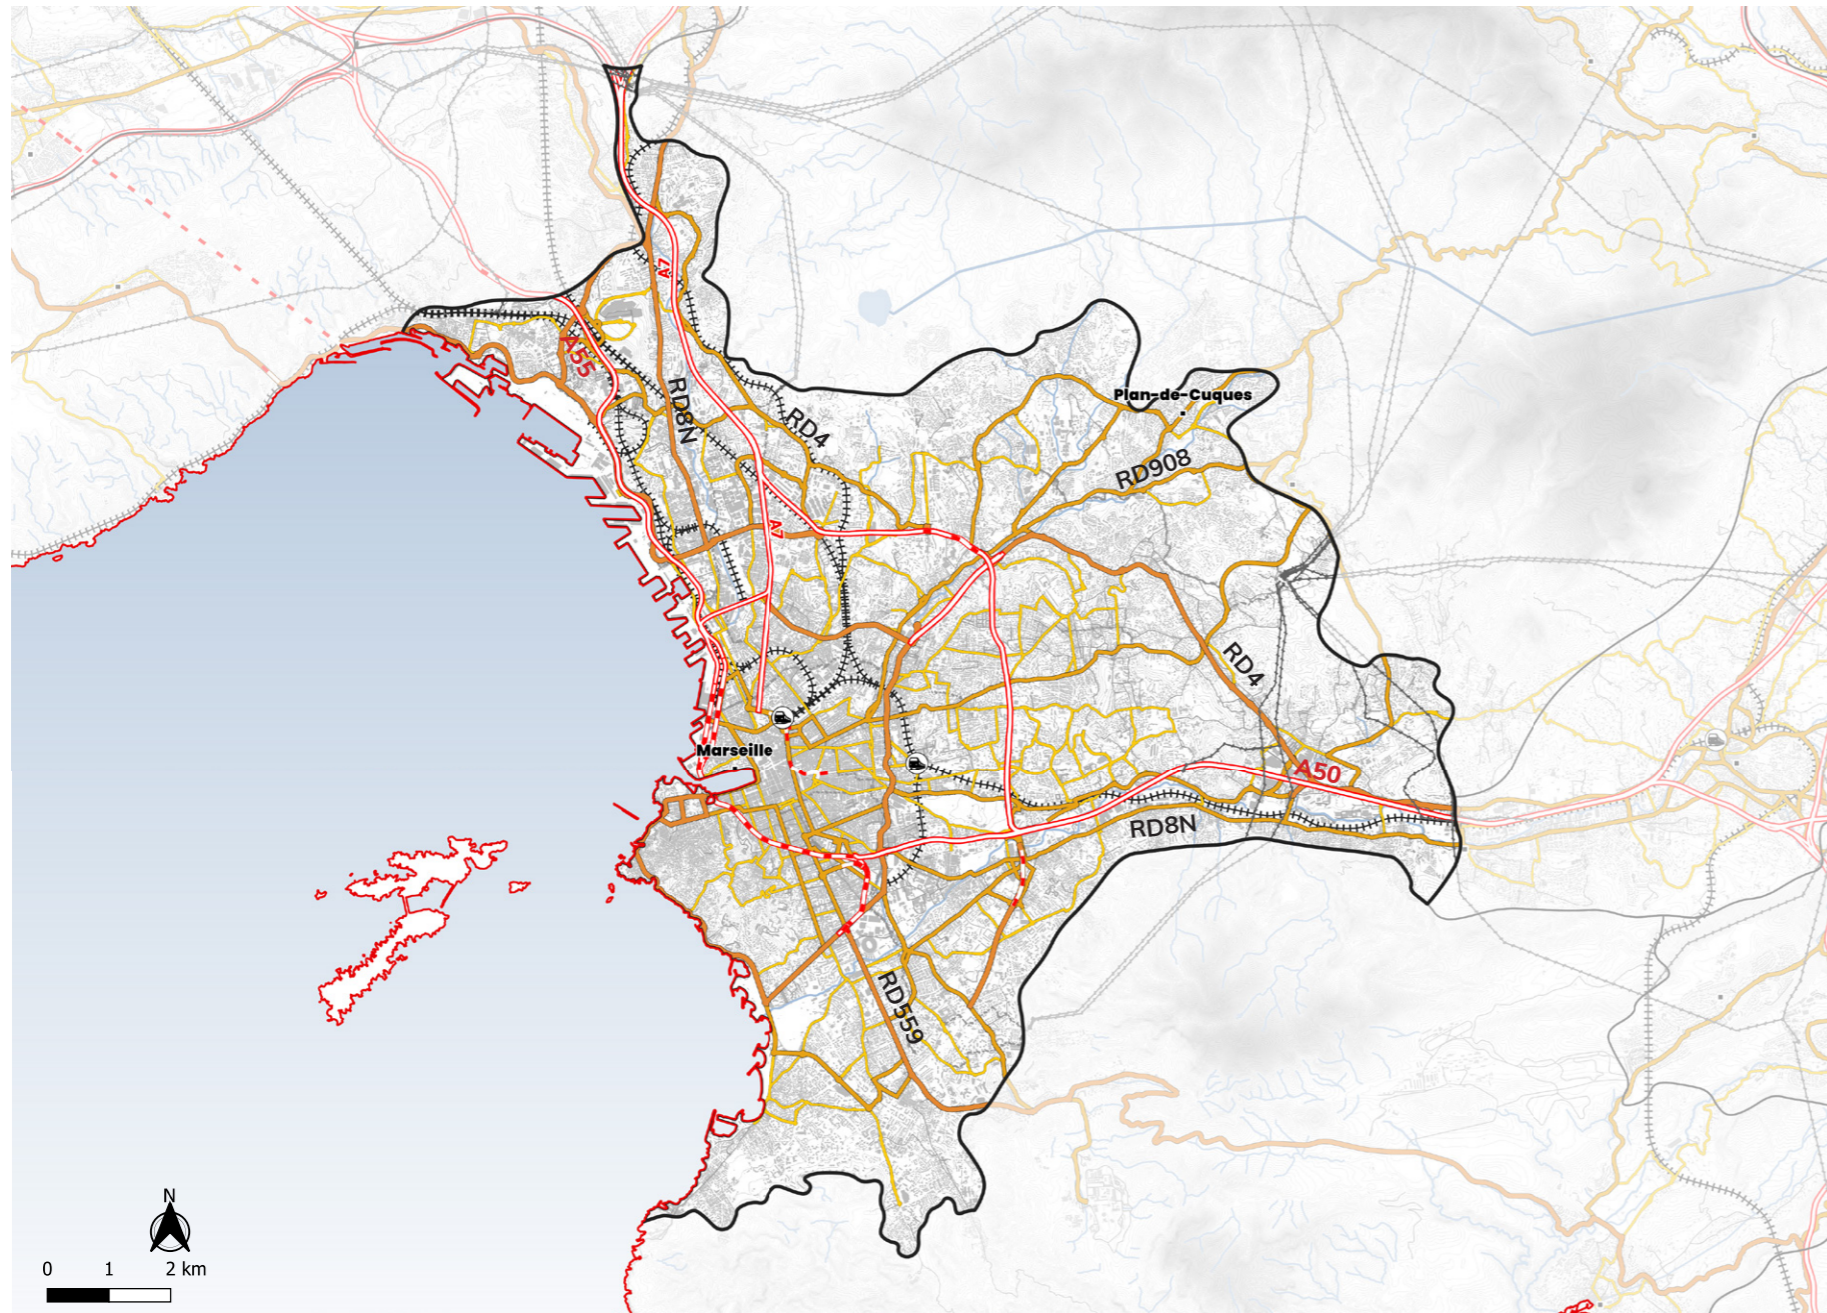 A7
A55
RD8N
RD4
Plan-de-Cuques
RD908
A7
RD4
Marseille
A50
RD8N
RD559
N
0 1 2 km